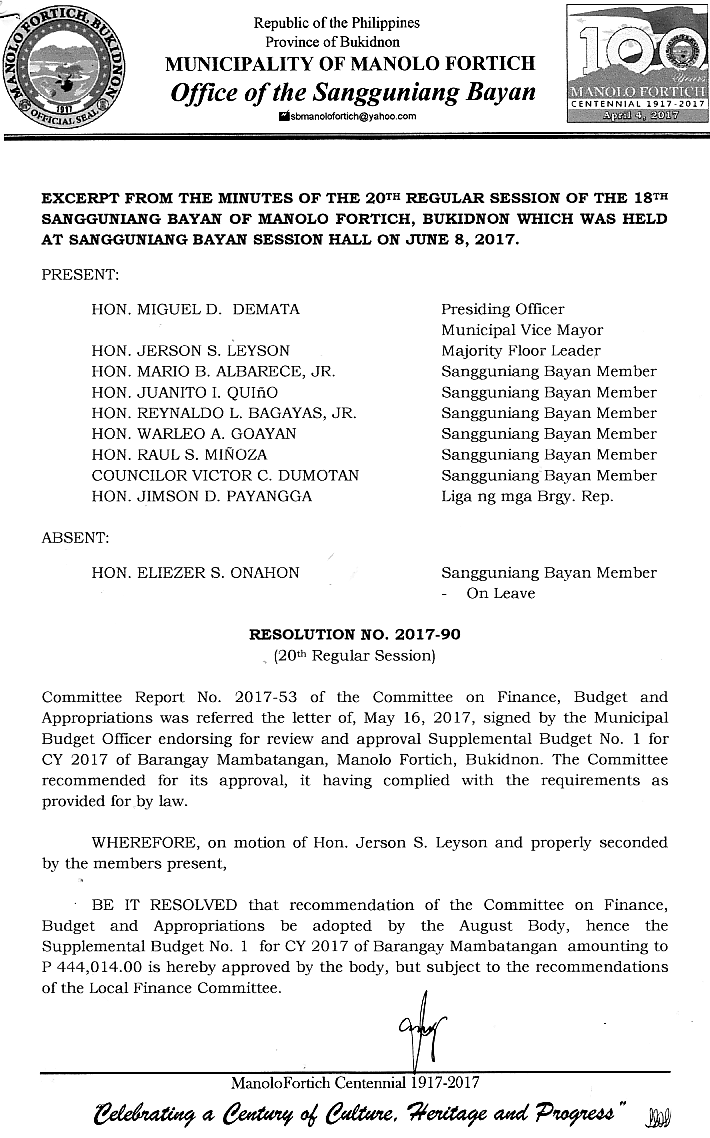 MANOLO FORTICH, BUKIDNON
1917
OFFICIAL SEAL
Republic of the Philippines
Province of Bukidnon
MUNICIPALITY OF MANOLO FORTICH
Office of the Sangguniang Bayan
sbmanolofortich@yahoo.com
100
Years
MANOLO FORTICH
CENTENNIAL 1917-2017
April 4, 2017
EXCERPT FROM THE MINUTES OF THE 20TH REGULAR SESSION OF THE 18TH
SANGGUNIANG BAYAN OF MANOLO FORTICH, BUKIDNON WHICH WAS HELD
AT SANGGUNIANG BAYAN SESSION HALL ON JUNE 8, 2017.
PRESENT:
HON. MIGUEL D. DEMATA Presiding Officer
Municipal Vice Mayor
HON. JERSON S. LEYSON Majority Floor Leader
HON. MARIO B. ALBARECE, JR. Sangguniang Bayan Member
HON. JUANITO I. QUIñO Sangguniang Bayan Member
HON. REYNALDO L. BAGAYAS, JR. Sangguniang Bayan Member
HON. WARLEO A. GOAYAN Sangguniang Bayan Member
HON. RAUL S. MIÑOZA Sangguniang Bayan Member
COUNCILOR VICTOR C. DUMOTAN Sangguniang Bayan Member
HON. JIMSON D. PAYANGGA Liga ng mga Brgy. Rep.
ABSENT:
HON. ELIEZER S. ONAHON Sangguniang Bayan Member
- On Leave
RESOLUTION NO. 2017-90
(20th Regular Session)
Committee Report No. 2017-53 of the Committee on Finance, Budget and
Appropriations was referred the letter of, May 16, 2017, signed by the Municipal
Budget Officer endorsing for review and approval Supplemental Budget No. 1 for
CY 2017 of Barangay Mambatangan, Manolo Fortich, Bukidnon. The Committee
recommended for its approval, it having complied with the requirements as
provided for by law.
WHEREFORE, on motion of Hon. Jerson S. Leyson and properly seconded
by the members present,
BE IT RESOLVED that recommendation of the Committee on Finance,
Budget and Appropriations be adopted by the August Body, hence the
Supplemental Budget No. 1 for CY 2017 of Barangay Mambatangan amounting to
P 444,014.00 is hereby approved by the body, but subject to the recommendations
of the Local Finance Committee.
ManoloFortich Centennial 1917-2017
"Celebrating a Century of Culture, Heritage and Progress"